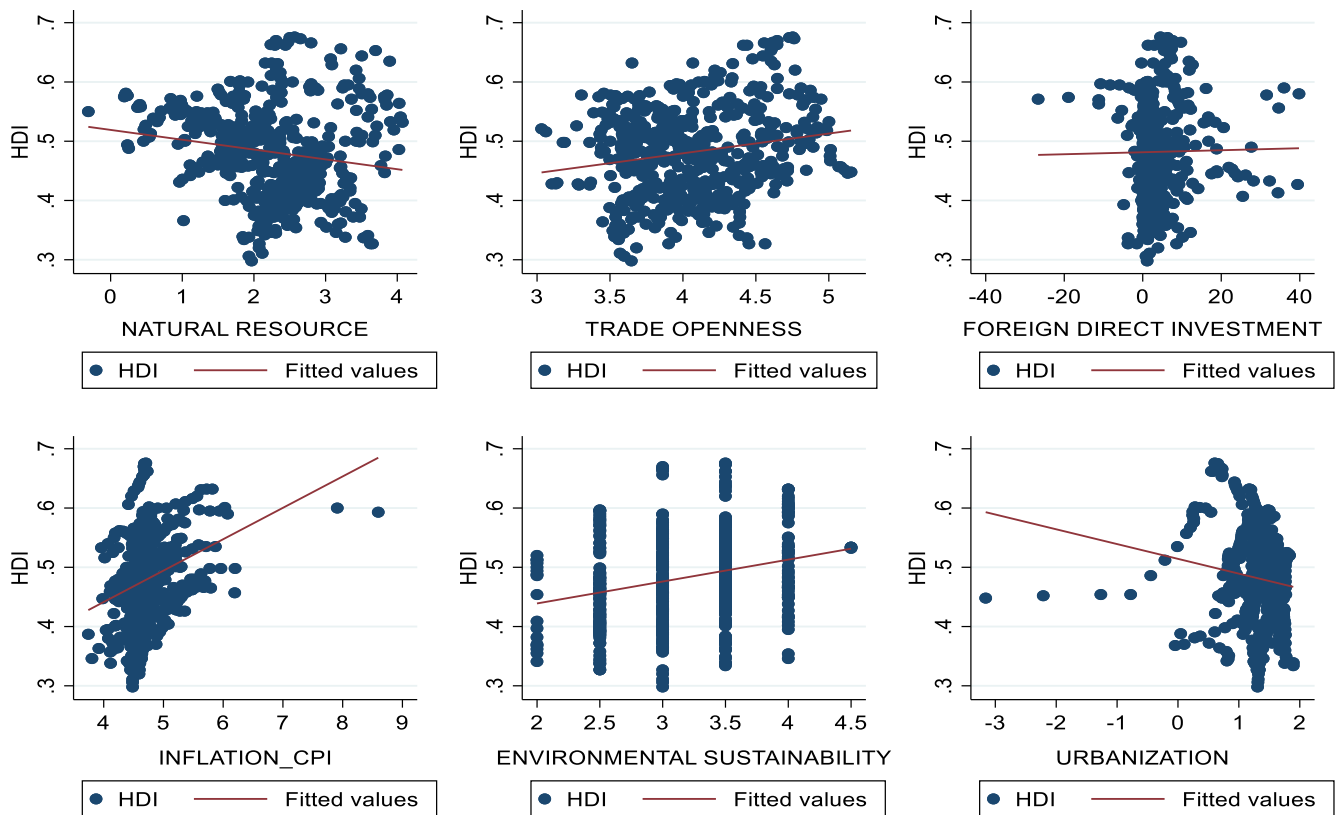 HDI
.7
.6
.5
.4
.3
0 1 2 3 4
NATURAL RESOURCE
HDI Fitted values
HDI
.7
.6
.5
.4
.3
3 3.5 4 4.5 5
TRADE OPENNESS
HDI Fitted values
HDI
.7
.6
.5
.4
.3
-40 -20 0 20 40
FOREIGN DIRECT INVESTMENT
HDI Fitted values
HDI
.7
.6
.5
.4
.3
4 5 6 7 8 9
INFLATION_CPI
HDI Fitted values
HDI
.7
.6
.5
.4
.3
2 2.5 3 3.5 4 4.5
ENVIRONMENTAL SUSTAINABILITY
HDI Fitted values
HDI
.7
.6
.5
.4
.3
-3 -2 -1 0 1 2
URBANIZATION
HDI Fitted values